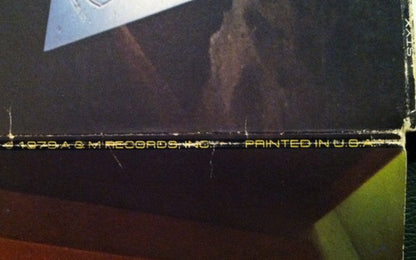 1979 A & M RECORDS, INC. PRINTED IN U.S.A.